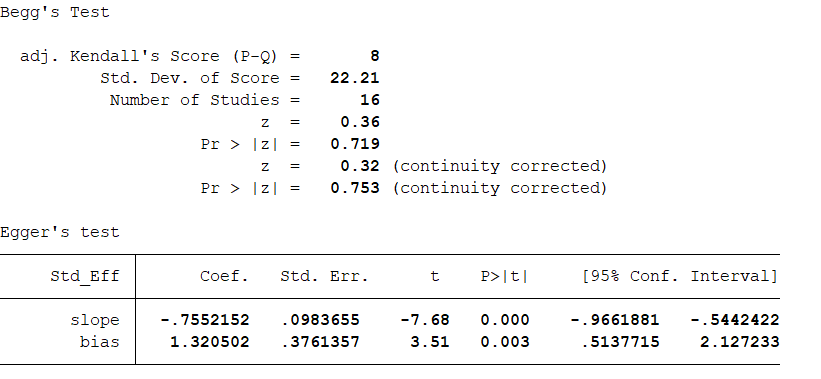 Begg's Test
adj. Kendall's Score (P-Q) = 8
Std. Dev. of Score = 22.21
Number of Studies = 16
z = 0.36
Pr > |z| = 0.719
z = 0.32 (continuity corrected)
Pr > |z| = 0.753 (continuity corrected)
Egger's test
Std_Eff Coef. Std. Err. t P>|t| [95% Conf. Interval]
slope -.7552152 .0983655 -7.68 0.000 -.9661881 -.5442422
bias 1.320502 .3761357 3.51 0.003 .5137715 2.127233